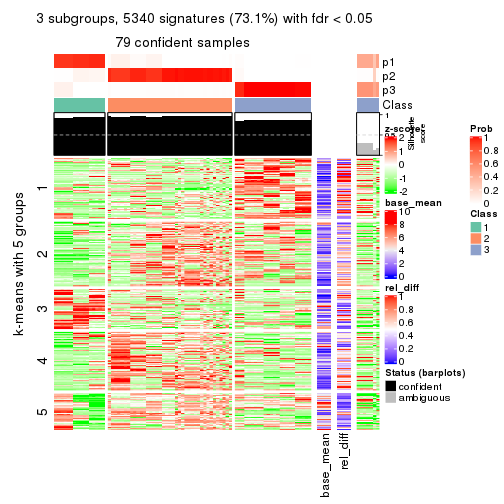 3 subgroups, 5340 signatures (73.1%) with fdr < 0.05
79 confident samples
p1
p2
p3
Class
1
0.5
Silhouette
score
k-means with 5 groups
1
2
3
4
5
base_mean
rel_diff
z-score
2
1
0
-1
-2
base_mean
10
8
6
4
2
0
rel_diff
1
0.8
0.6
0.4
0.2
0
Status (barplots)
confident
ambiguous
Prob
1
0.8
0.6
0.4
0.2
0
Class
1
2
3